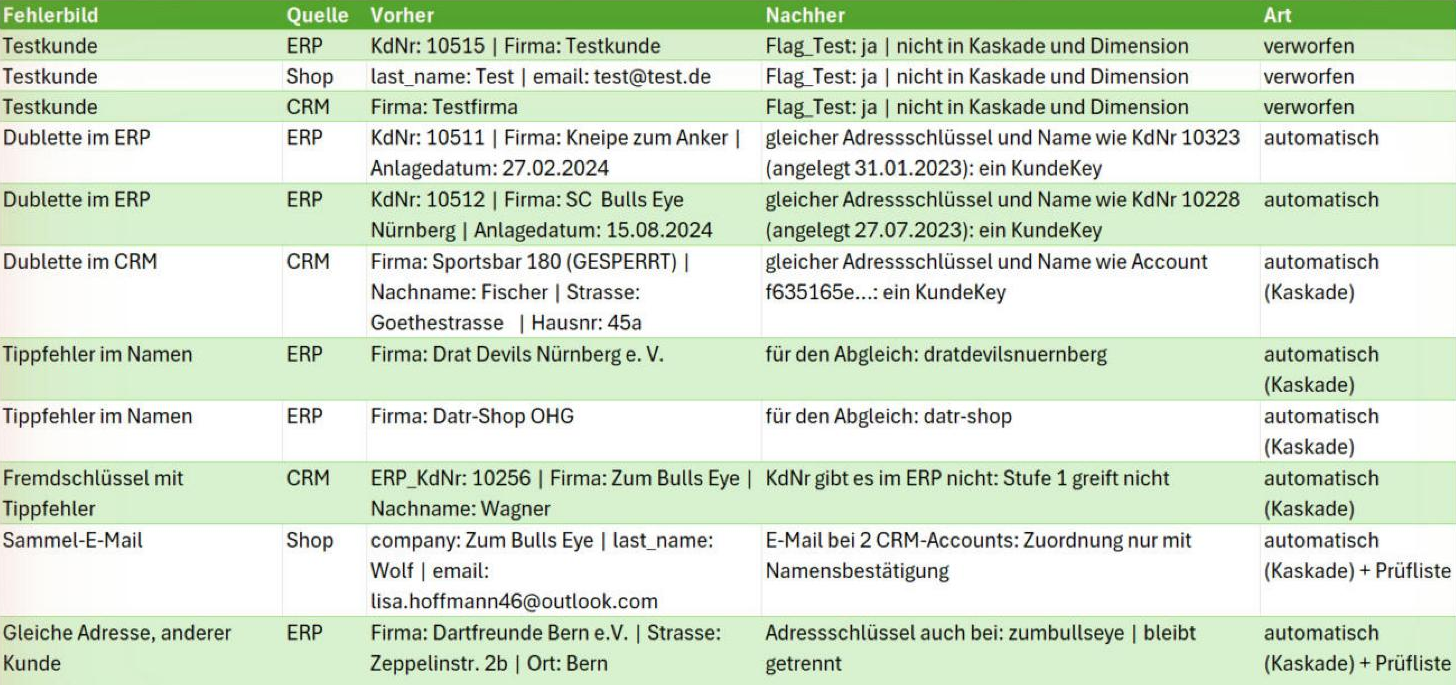 Fehlerbild Quelle Vorher Nachher Art
Testkunde ERP KdNr: 10515 | Firma: Testkunde Flag_Test: ja | nicht in Kaskade und Dimension verworfen
Testkunde Shop last_name: Test | email: test@test.de Flag_Test: ja | nicht in Kaskade und Dimension verworfen
Testkunde CRM Firma: Testfirma Flag_Test: ja | nicht in Kaskade und Dimension verworfen
Dublette im ERP ERP KdNr: 10511 | Firma: Kneipe zum Anker | gleicher Adressschlüssel und Name wie KdNr 10323 automatisch
Anlagedatum: 27.02.2024 (angelegt 31.01.2023): ein KundeKey
Dublette im ERP ERP KdNr: 10512 | Firma: SC  Bulls Eye gleicher Adressschlüssel und Name wie KdNr 10228 automatisch
Nürnberg | Anlagedatum: 15.08.2024 (angelegt 27.07.2023): ein KundeKey
Dublette im CRM CRM Firma: Sportsbar 180 (GESPERRT) | gleicher Adressschlüssel und Name wie Account automatisch
Nachname: Fischer | Strasse: f635165e...: ein KundeKey (Kaskade)
Goethestrasse   | Hausnr: 45a
Tippfehler im Namen ERP Firma: Drat Devils Nürnberg e. V. für den Abgleich: dratdevilsnuernberg automatisch
(Kaskade)
Tippfehler im Namen ERP Firma: Datr-Shop OHG für den Abgleich: datr-shop automatisch
(Kaskade)
Fremdschlüssel mit CRM ERP_KdNr: 10256 | Firma: Zum Bulls Eye | KdNr gibt es im ERP nicht: Stufe 1 greift nicht automatisch
Tippfehler Nachname: Wagner (Kaskade)
Sammel-E-Mail Shop company: Zum Bulls Eye | last_name: E-Mail bei 2 CRM-Accounts: Zuordnung nur mit automatisch
Wolf | email: Namensbestätigung (Kaskade) + Prüfliste
lisa.hoffmann46@outlook.com
Gleiche Adresse, anderer ERP Firma: Dartfreunde Bern e.V. | Strasse: Adressschlüssel auch bei: zumbullseye | bleibt automatisch
Kunde Zeppelinstr. 2b | Ort: Bern getrennt (Kaskade) + Prüfliste